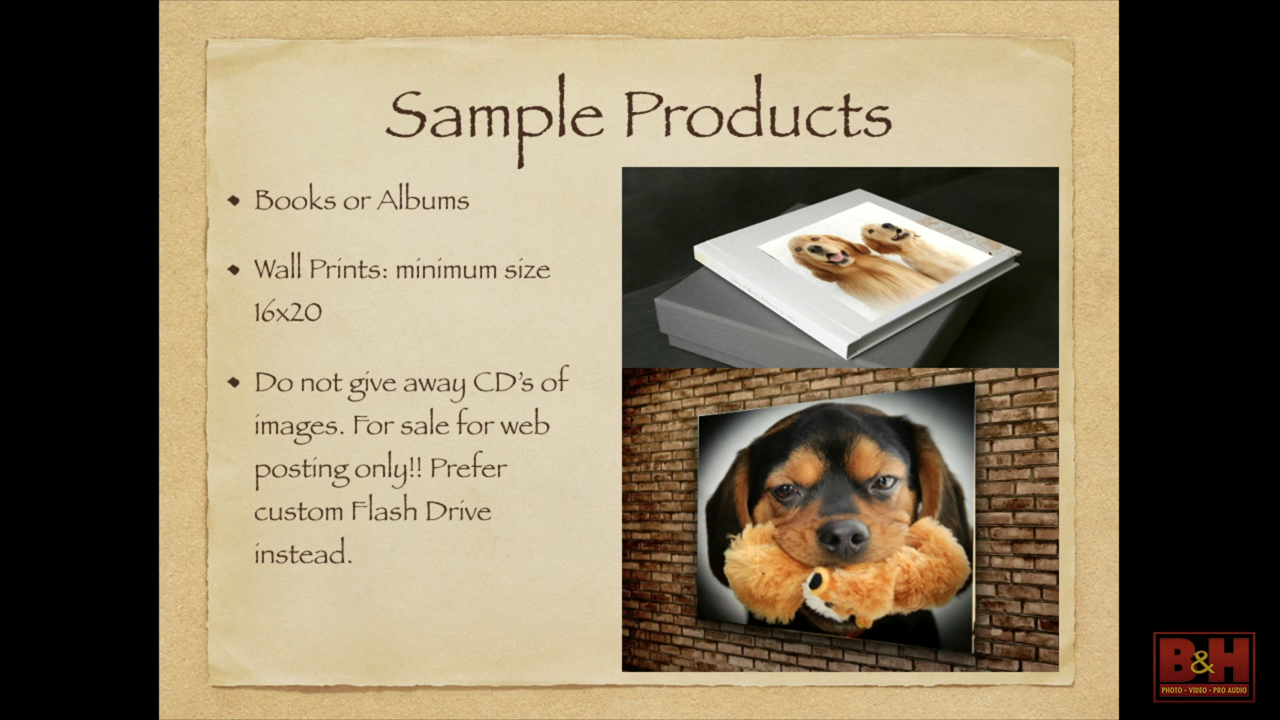 Sample Products
• Books or Albums
• Wall Prints: minimum size
16x20
• Do not give away CD's of
images. For sale for web
posting only!! Prefer
custom Flash Drive
instead.
B&H
PHOTO - VIDEO - PRO AUDIO